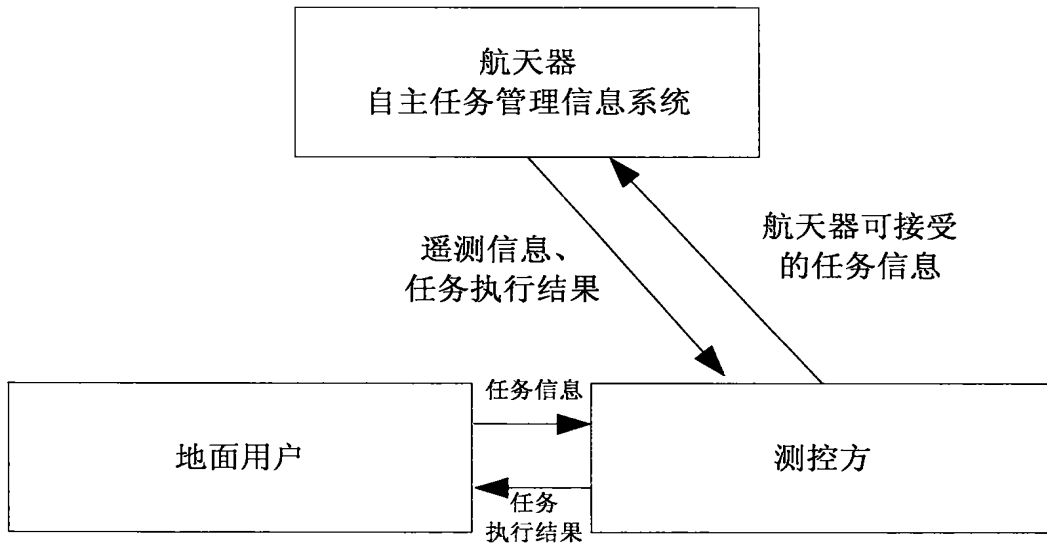 航天器
自主任务管理信息系统
遥测信息、
任务执行结果
航天器可接受
的任务信息
地面用户
任务信息
任务
执行结果
测控方